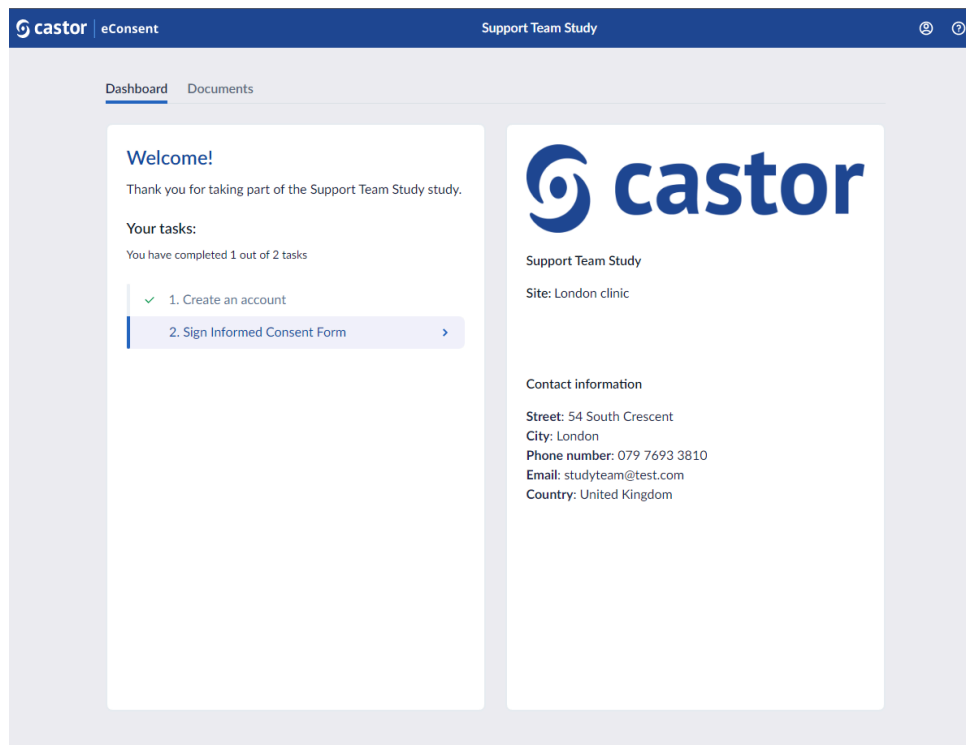 castor eConsent Support Team Study
Dashboard Documents
Welcome!
Thank you for taking part of the Support Team Study study.
Your tasks:
You have completed 1 out of 2 tasks
1. Create an account
2. Sign Informed Consent Form
castor
Support Team Study
Site: London clinic
Contact information
Street: 54 South Crescent
City: London
Phone number: 079 7693 3810
Email: studyteam@test.com
Country: United Kingdom